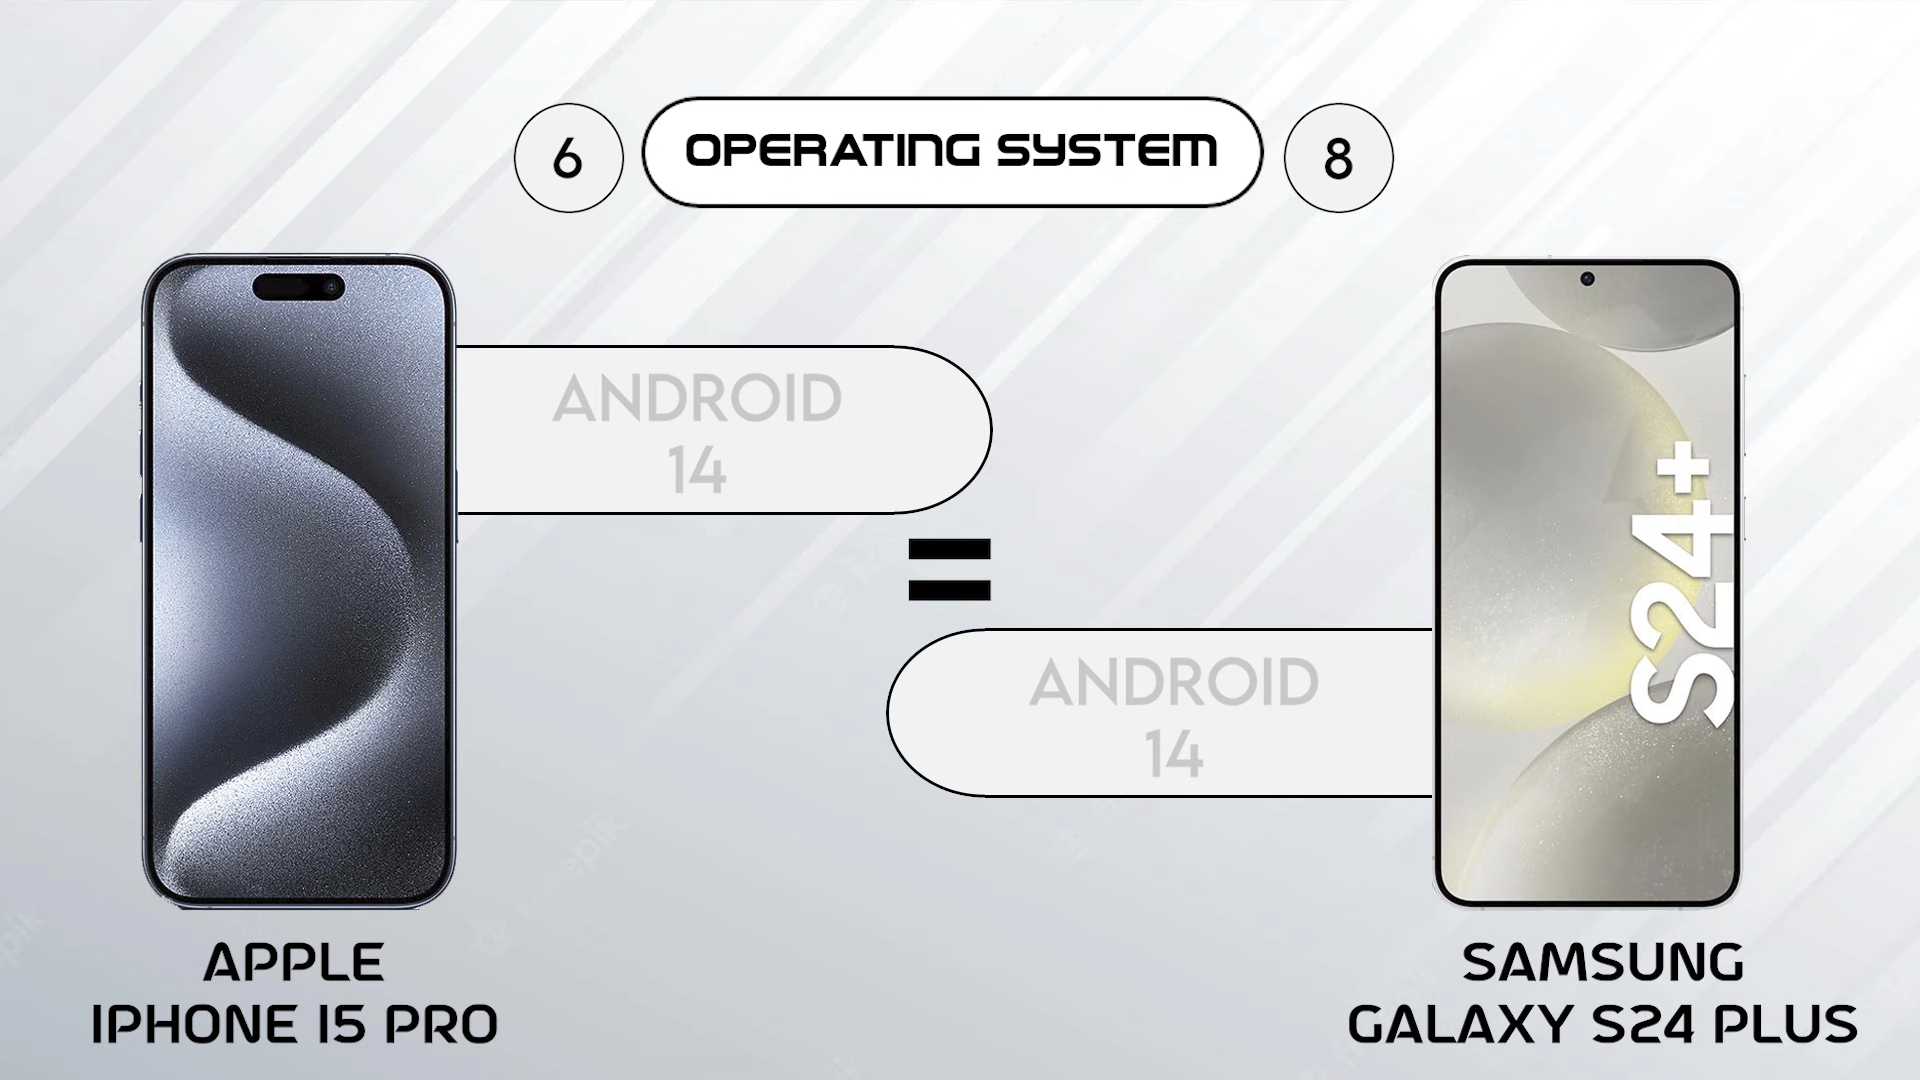 6
OPERATING SYSTEM
8
ANDROID
14
=
ANDROID
14
S24+
APPLE
IPHONE 15 PRO
SAMSUNG
GALAXY S24 PLUS